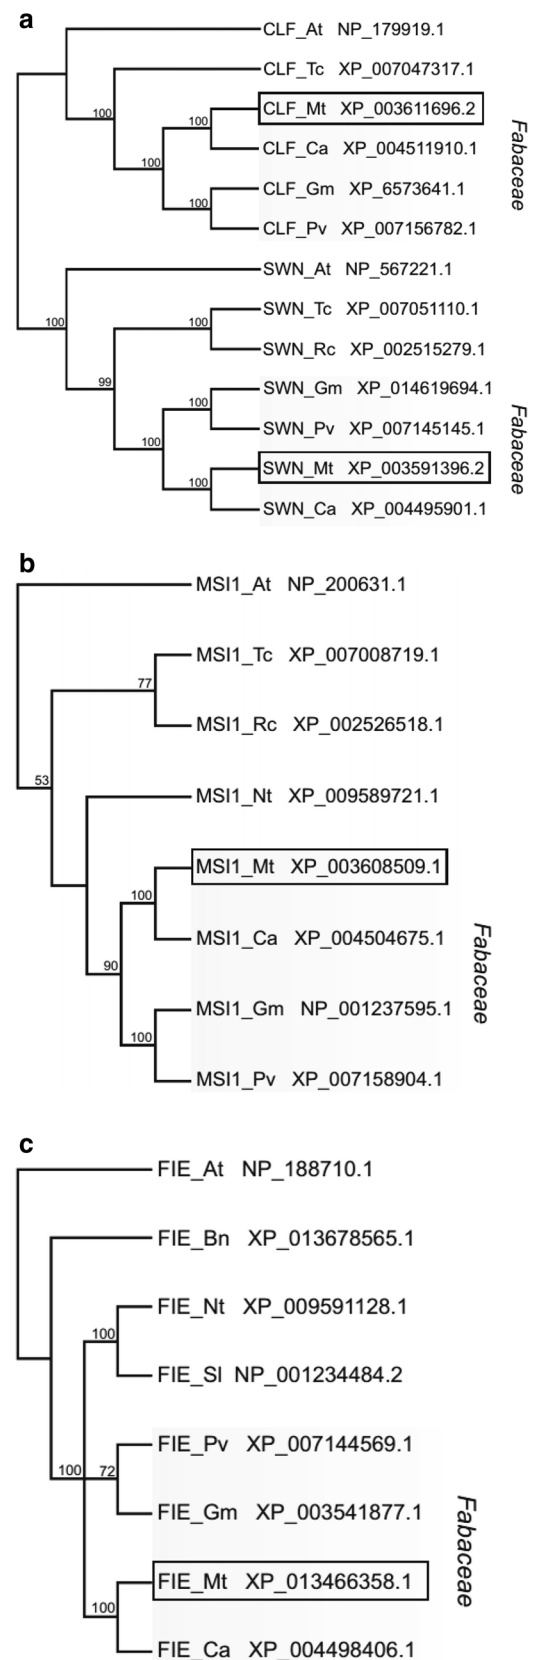 a
CLF_At NP_179919.1
CLF_Tc XP_007047317.1
100
CLF_Mt XP_003611696.2
100
CLF_Ca XP_004511910.1
100
CLF_Gm XP_6573641.1
100
CLF_Pv XP_007156782.1
Fabaceae
SWN_At NP_567221.1
100
SWN_Tc XP_007051110.1
100
SWN_Rc XP_002515279.1
99
SWN_Gm XP_014619694.1
100
SWN_Pv XP_007145145.1
100
SWN_Mt XP_003591396.2
100
SWN_Ca XP_004495901.1
Fabaceae
b
MSI1_At NP_200631.1
MSI1_Tc XP_007008719.1
77
MSI1_Rc XP_002526518.1
53
MSI1_Nt XP_009589721.1
MSI1_Mt XP_003608509.1
100
MSI1_Ca XP_004504675.1
90
MSI1_Gm NP_001237595.1
100
MSI1_Pv XP_007158904.1
Fabaceae
c
FIE_At NP_188710.1
FIE_Bn XP_013678565.1
FIE_Nt XP_009591128.1
100
FIE_Sl NP_001234484.2
FIE_Pv XP_007144569.1
100 72
FIE_Gm XP_003541877.1
FIE_Mt XP_013466358.1
100
FIE_Ca XP_004498406.1
Fabaceae